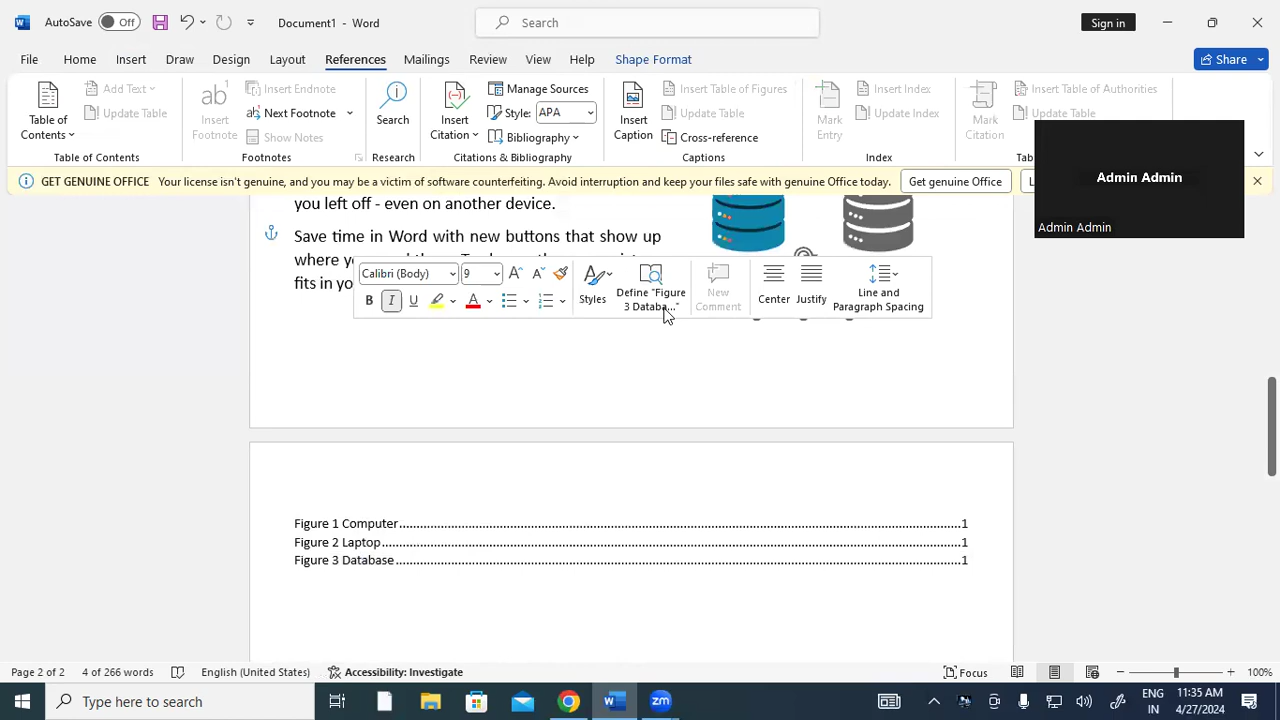 AutoSave Off Document1 - Word Search Sign in
File Home Insert Draw Design Layout References Mailings Review View Help Shape Format Share
Table of Contents
Add Text
Update Table
Table of Contents
ab Insert Footnote
Insert Endnote
Next Footnote
Show Notes
Footnotes
Search
Research
Insert Citation
Manage Sources
Style: APA
Bibliography
Citations & Bibliography
Insert Caption
Insert Table of Figures
Update Table
Cross-reference
Captions
Mark Entry
Insert Index
Update Index
Index
Mark Citation
Insert Table of Authorities
Update Table
Admin Admin
Admin Admin
GET GENUINE OFFICE Your license isn't genuine, and you may be a victim of software counterfeiting. Avoid interruption and keep your files safe with genuine Office today. Get genuine Office
you left off - even on another device.
Save time in Word with new buttons that show up
where
fits in
Calibri (Body) 9
Styles
Define "Figure 3 Databa..."
New Comment
Center
Justify
Line and Paragraph Spacing
Figure 1 Computer 1
Figure 2 Laptop 1
Figure 3 Database 1
Page 2 of 2 4 of 266 words English (United States) Accessibility: Investigate Focus 100%
Type here to search
zm
ENG IN
11:35 AM
4/27/2024